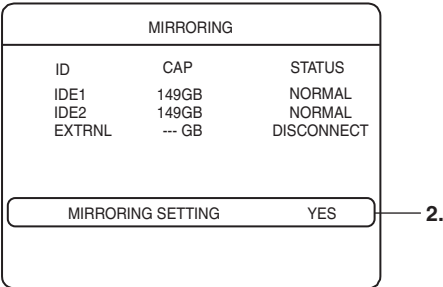 MIRRORING
ID CAP STATUS
IDE1 149GB NORMAL
IDE2 149GB NORMAL
EXTRNL --- GB DISCONNECT
MIRRORING SETTING YES 2.